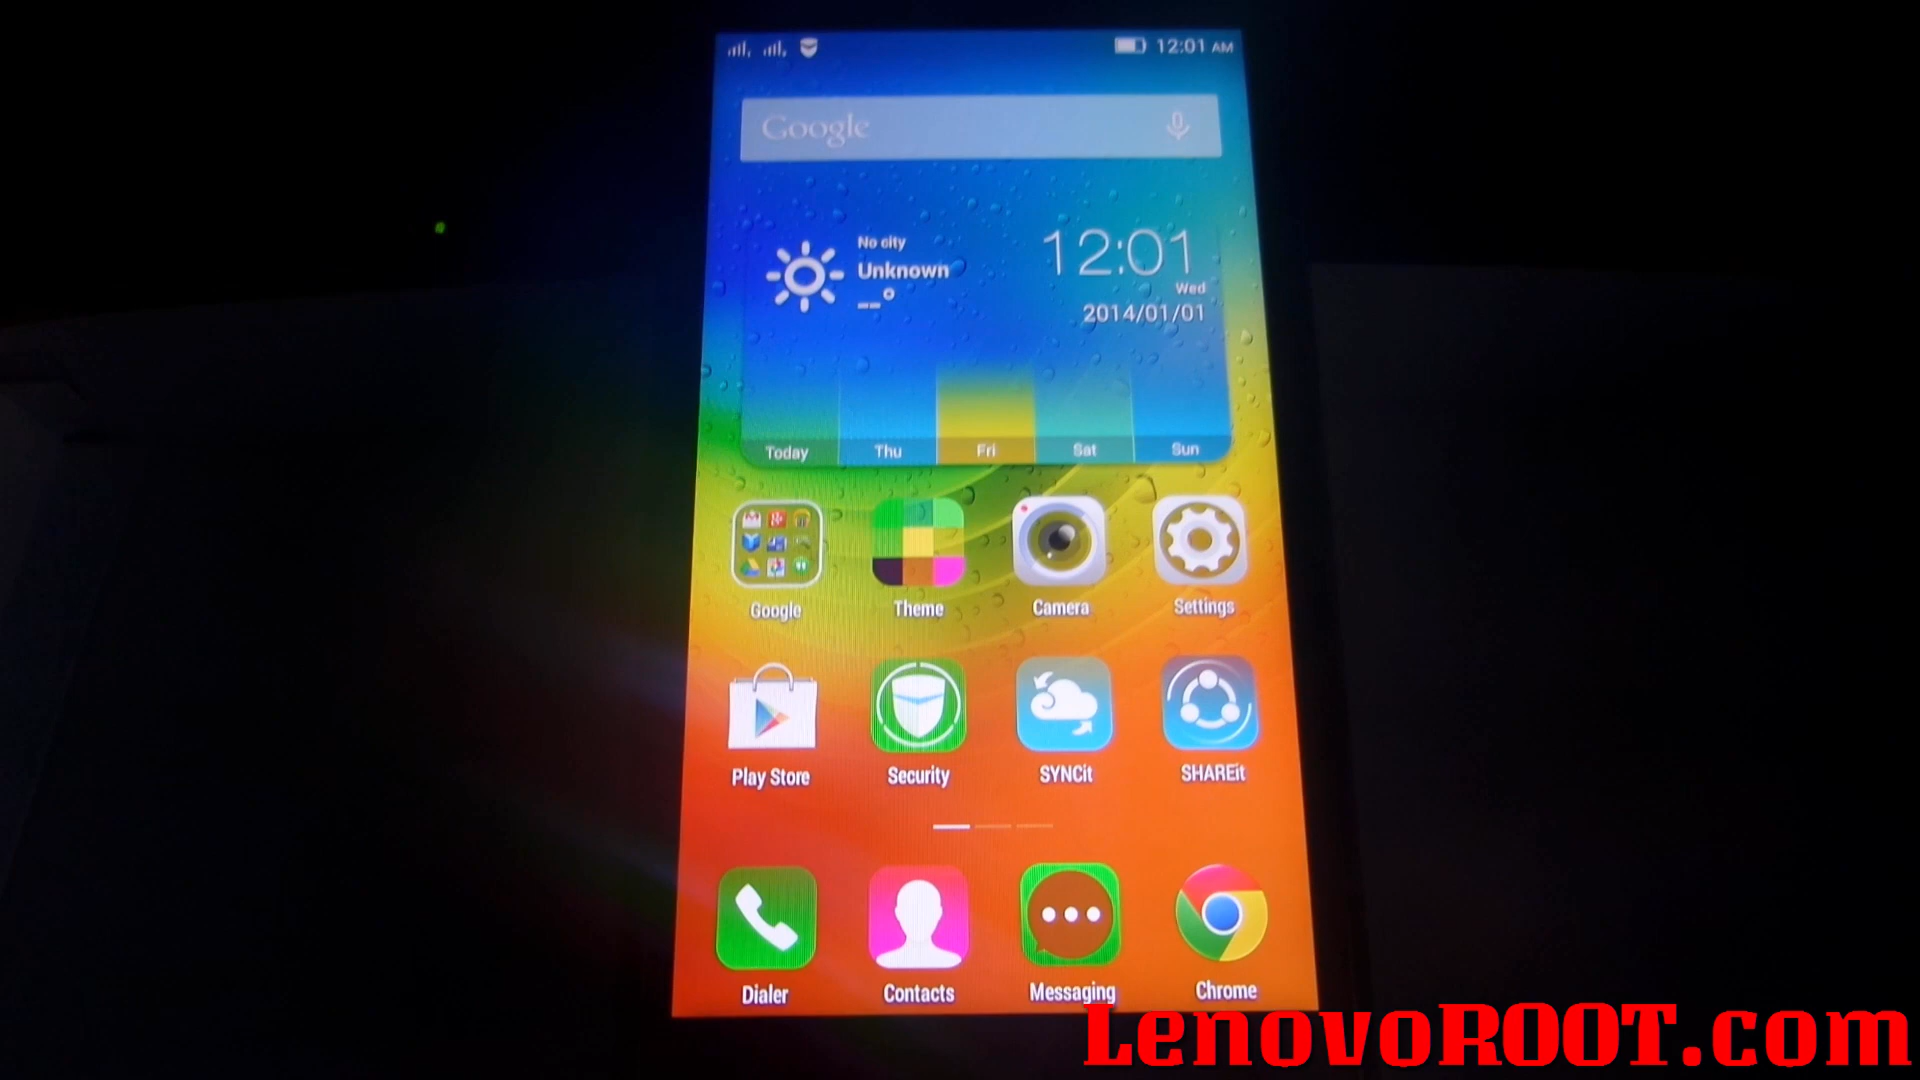 12:01 AM
Google
No city
Unknown
__°
12:01
Wed
2014/01/01
Today Thu Fri Sat Sun
Google Theme Camera Settings
Play Store Security SYNCit SHAREit
Dialer Contacts Messaging Chrome
LenovoROOT.com